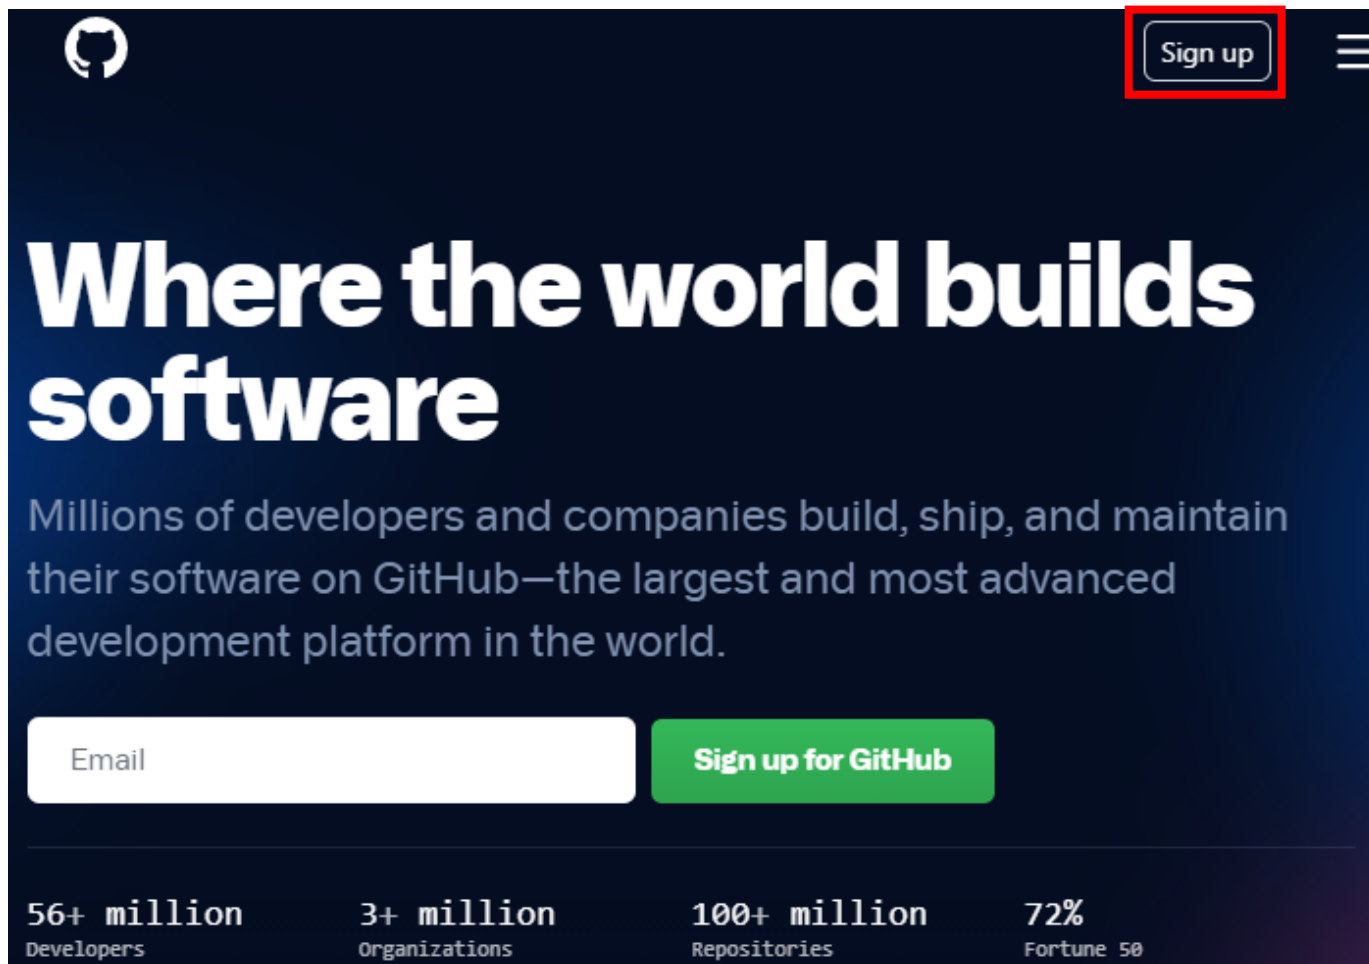 Sign up
Where the world builds
software
Millions of developers and companies build, ship, and maintain
their software on GitHub—the largest and most advanced
development platform in the world.
Email
Sign up for GitHub
56+ million
Developers
3+ million
Organizations
100+ million
Repositories
72%
Fortune 50